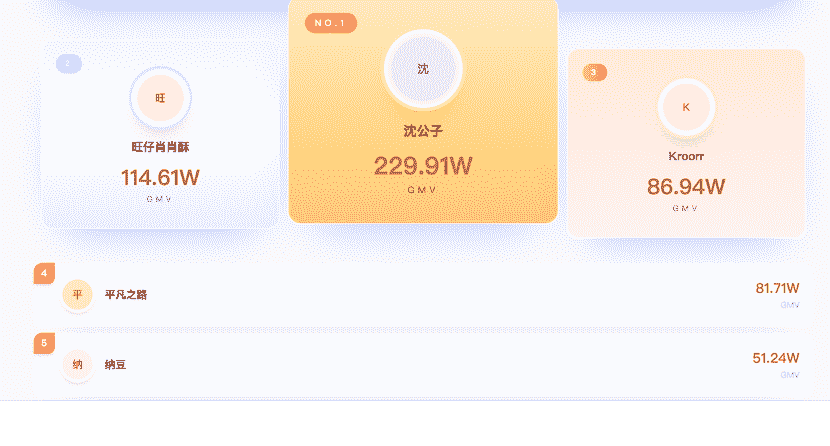 NO.1
沈
沈公子
229.91W
GMV
2
旺
旺仔肖肖酥
114.61W
GMV
3
K
Kroorr
86.94W
GMV
4
平
平凡之路
81.71W
GMV
5
纳
纳豆
51.24W
GMV